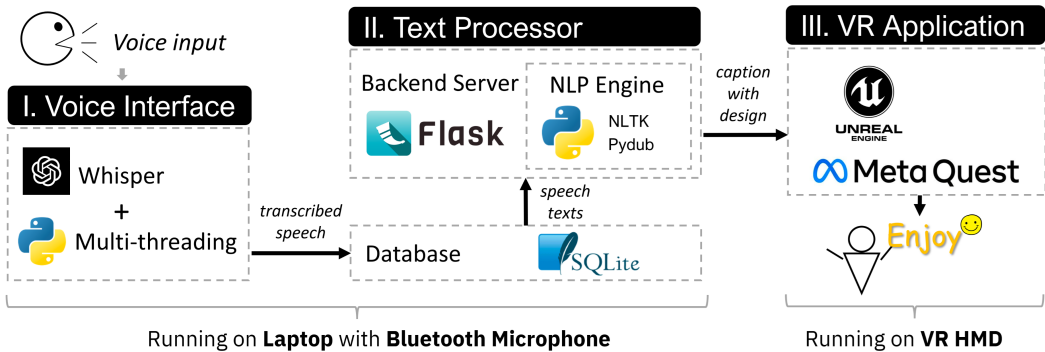 Voice input
I. Voice Interface
Whisper
+
Multi-threading
transcribed
speech
II. Text Processor
Backend Server
Flask
NLP Engine
NLTK
Pydub
speech
texts
Database
SQLite
caption
with
design
III. VR Application
UNREAL
ENGINE
Meta Quest
Enjoy
Running on Laptop with Bluetooth Microphone
Running on VR HMD